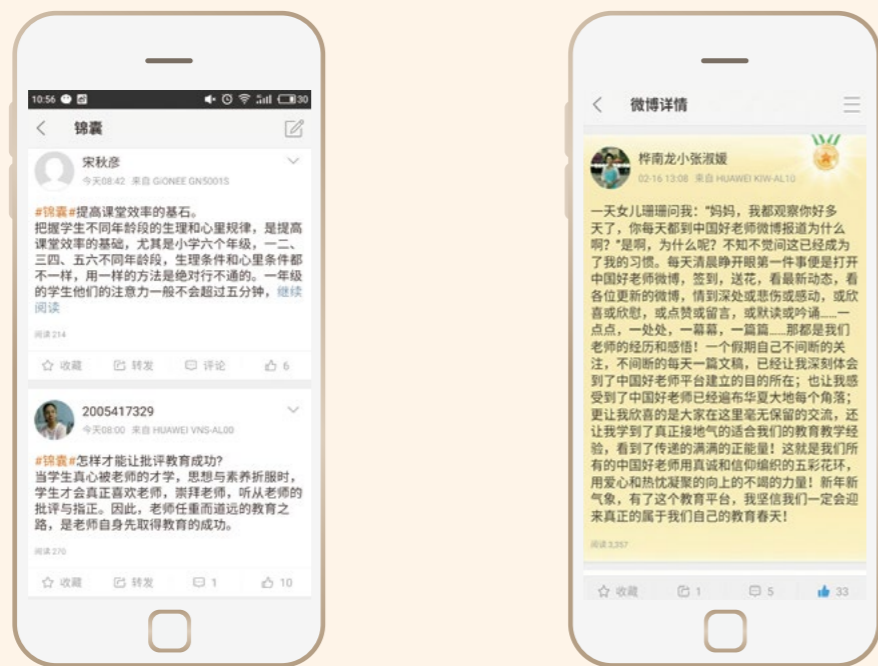 10:56
30
锦囊
宋秋彦
今天08:42 来自 GiONEE GN5001S
#锦囊#提高课堂效率的基石。
把握学生不同年龄段的生理和心里规律，是提高
课堂效率的基础，尤其是小学六个年级，一二、
三四、五六不同年龄段，生理条件和心里条件都
不一样，用一样的方法是绝对行不通的。一年级
的学生他们的注意力一般不会超过五分钟，继续
阅读
阅读 214
收藏 转发 评论 6
2005417329
今天08:00 来自 HUAWEI VNS-AL00
#锦囊#怎样才能让批评教育成功?
当学生真心被老师的才学，思想与素养折服时，
学生才会真正喜欢老师，崇拜老师，听从老师的
批评与指正。因此，老师任重而道远的教育之
路，是老师自身先取得教育的成功。
阅读 270
收藏 转发 1 10
微博详情
桦南龙小张淑媛
02-16 13:08 来自 HUAWEI KIW-AL10
一天女儿珊珊问我：“妈妈，我都观察你好多
天了，你每天都到中国好老师微博报道为什么
啊？”是啊，为什么呢？不知不觉间这已经成为
了我的习惯。每天清晨睁开眼第一件事便是打开
中国好老师微博，签到，送花，看最新动态，看
各位更新的微博，情到深处或悲伤或感动，或欣
喜或欣慰，或点赞或留言，或默读或吟诵......一
点点，一处处，一幕幕，一篇篇......那都是我们
老师的经历和感悟！一个假期自己不间断的关
注，不间断的每天一篇文稿，已经让我深刻体会
到了中国好老师平台建立的目的所在；也让我感
受到了中国好老师已经遍布华夏大地每个角落；
更让我欣喜的是大家在这里毫无保留的交流，还
让我学到了真正接地气的适合我们的教育教学经
验，看到了传递的满满的正能量！这就是我们所
有的中国好老师用真诚和信仰编织的五彩花环，
用爱心和热忱凝聚的向上的不竭的力量！新年新
气象，有了这个教育平台，我坚信我们一定会迎
来真正的属于我们自己的教育春天！
阅读 3,357
收藏 1 5 33